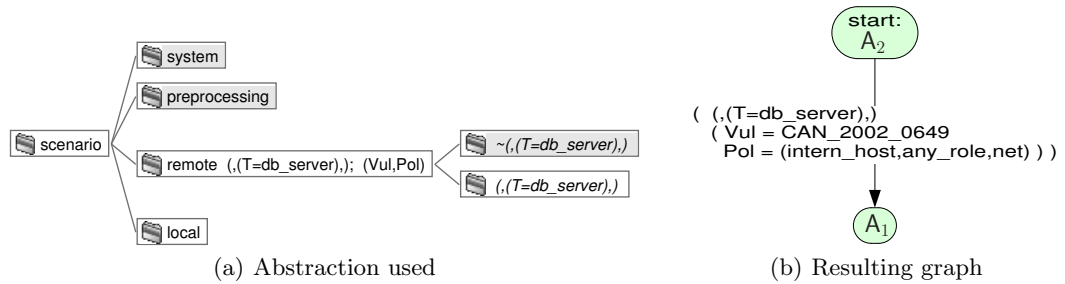 system
preprocessing
scenario
remote (,(T=db_server),); (Vul,Pol)
~(,(T=db_server),)
(,(T=db_server),)
local
(a) Abstraction used
start:
A2
( (,(T=db_server),)
( Vul = CAN_2002_0649
Pol = (intern_host,any_role,net) ) )
A1
(b) Resulting graph